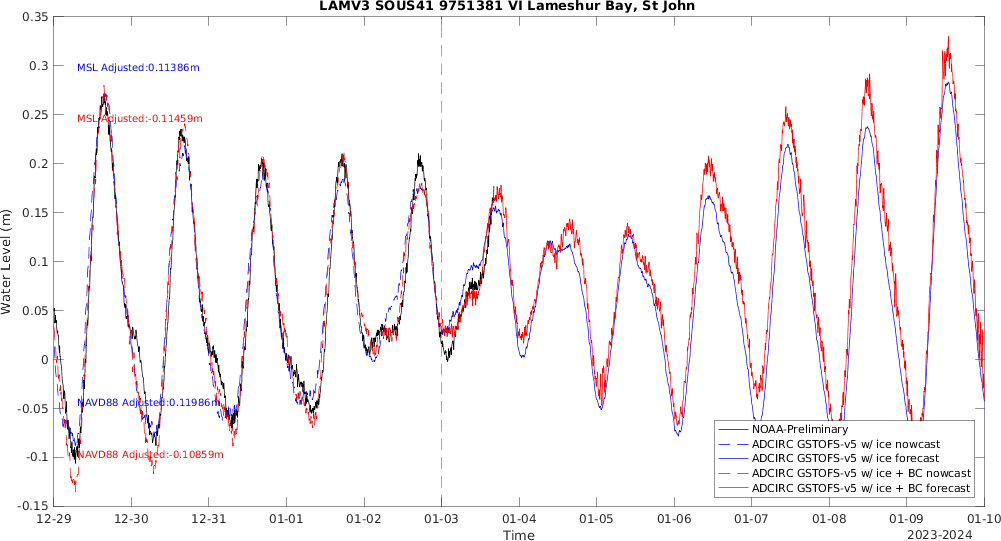 LAMV3 SOUS41 9751381 VI Lameshur Bay, St John
0.35
0.3
0.25
0.2
0.15
0.1
0.05
0
-0.05
-0.1
-0.15
Water Level (m)
MSL Adjusted:0.11386m
MSL Adjusted:-0.11459m
NAVD88 Adjusted:0.11986m
NAVD88 Adjusted:-0.10859m
NOAA-Preliminary
ADCIRC GSTOFS-v5 w/ ice nowcast
ADCIRC GSTOFS-v5 w/ ice forecast
ADCIRC GSTOFS-v5 w/ ice + BC nowcast
ADCIRC GSTOFS-v5 w/ ice + BC forecast
12-29 12-30 12-31 01-01 01-02 01-03 01-04 01-05 01-06 01-07 01-08 01-09 01-10
Time
2023-2024